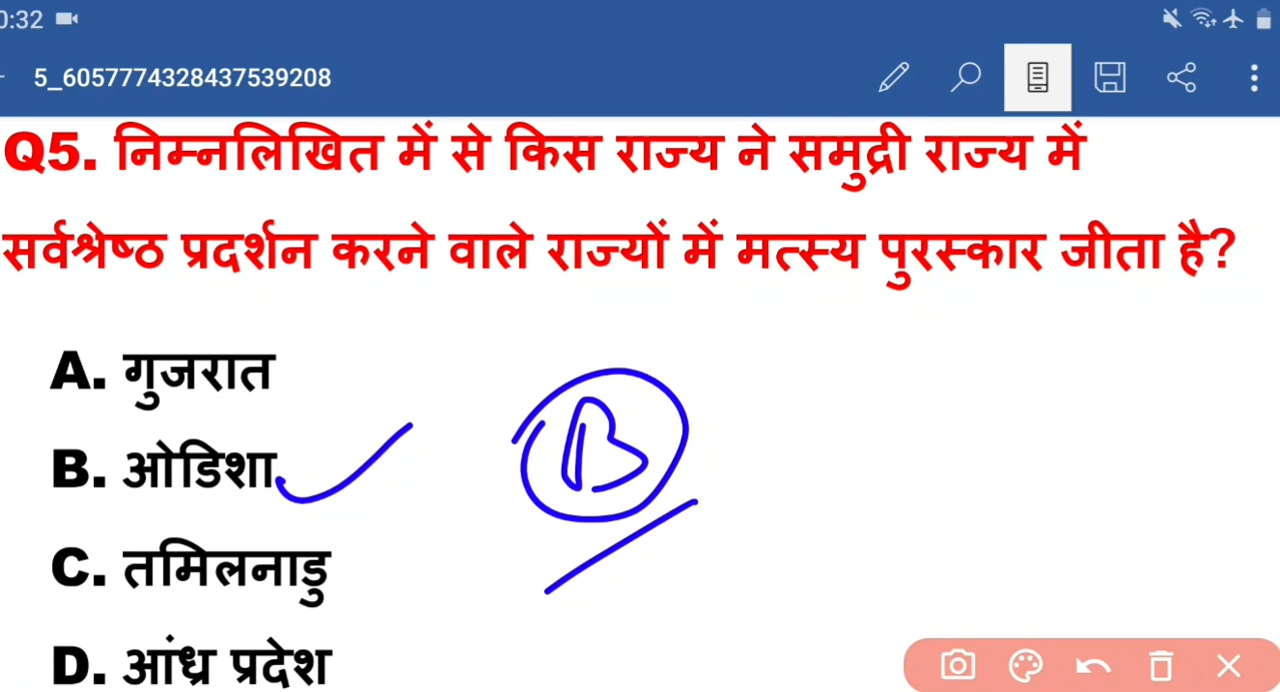 0:32
5_6057774328437539208
Q5. निम्नलिखित में से किस राज्य ने समुद्री राज्य में
सर्वश्रेष्ठ प्रदर्शन करने वाले राज्यों में मत्स्य पुरस्कार जीता है?
A. गुजरात
B. ओडिशा
B
C. तमिलनाडु
D. आंध्र प्रदेश